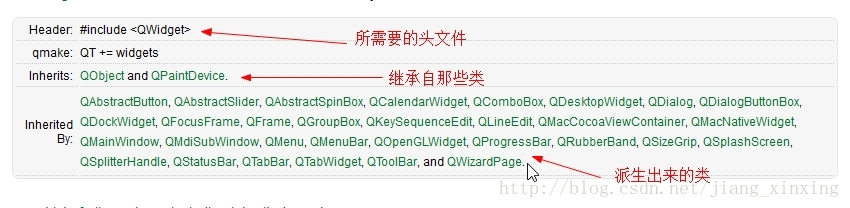 Header: #include <QWidget>
所需要的头文件
qmake: QT += widgets
Inherits: QObject and QPaintDevice.
继承自那些类
QAbstractButton, QAbstractSlider, QAbstractSpinBox, QCalendarWidget, QComboBox, QDesktopWidget, QDialog, QDialogButtonBox,
Inherited By: QDockWidget, QFocusFrame, QFrame, QGroupBox, QKeySequenceEdit, QLineEdit, QMacCocoaViewContainer, QMacNativeWidget,
QMainWindow, QMdiSubWindow, QMenu, QMenuBar, QOpenGLWidget, QProgressBar, QRubberBand, QSizeGrip, QSplashScreen,
QSplitterHandle, QStatusBar, QTabBar, QTabWidget, QToolBar, and QWizardPage.
派生出来的类
http://blog.csdn.net/jiang_xinxing